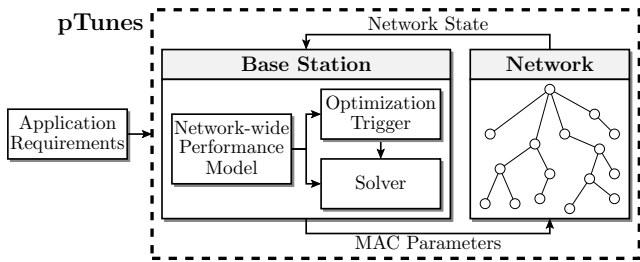 pTunes
Network State
Base Station
Network
Application
Requirements
Network-wide
Performance
Model
Optimization
Trigger
Solver
MAC Parameters